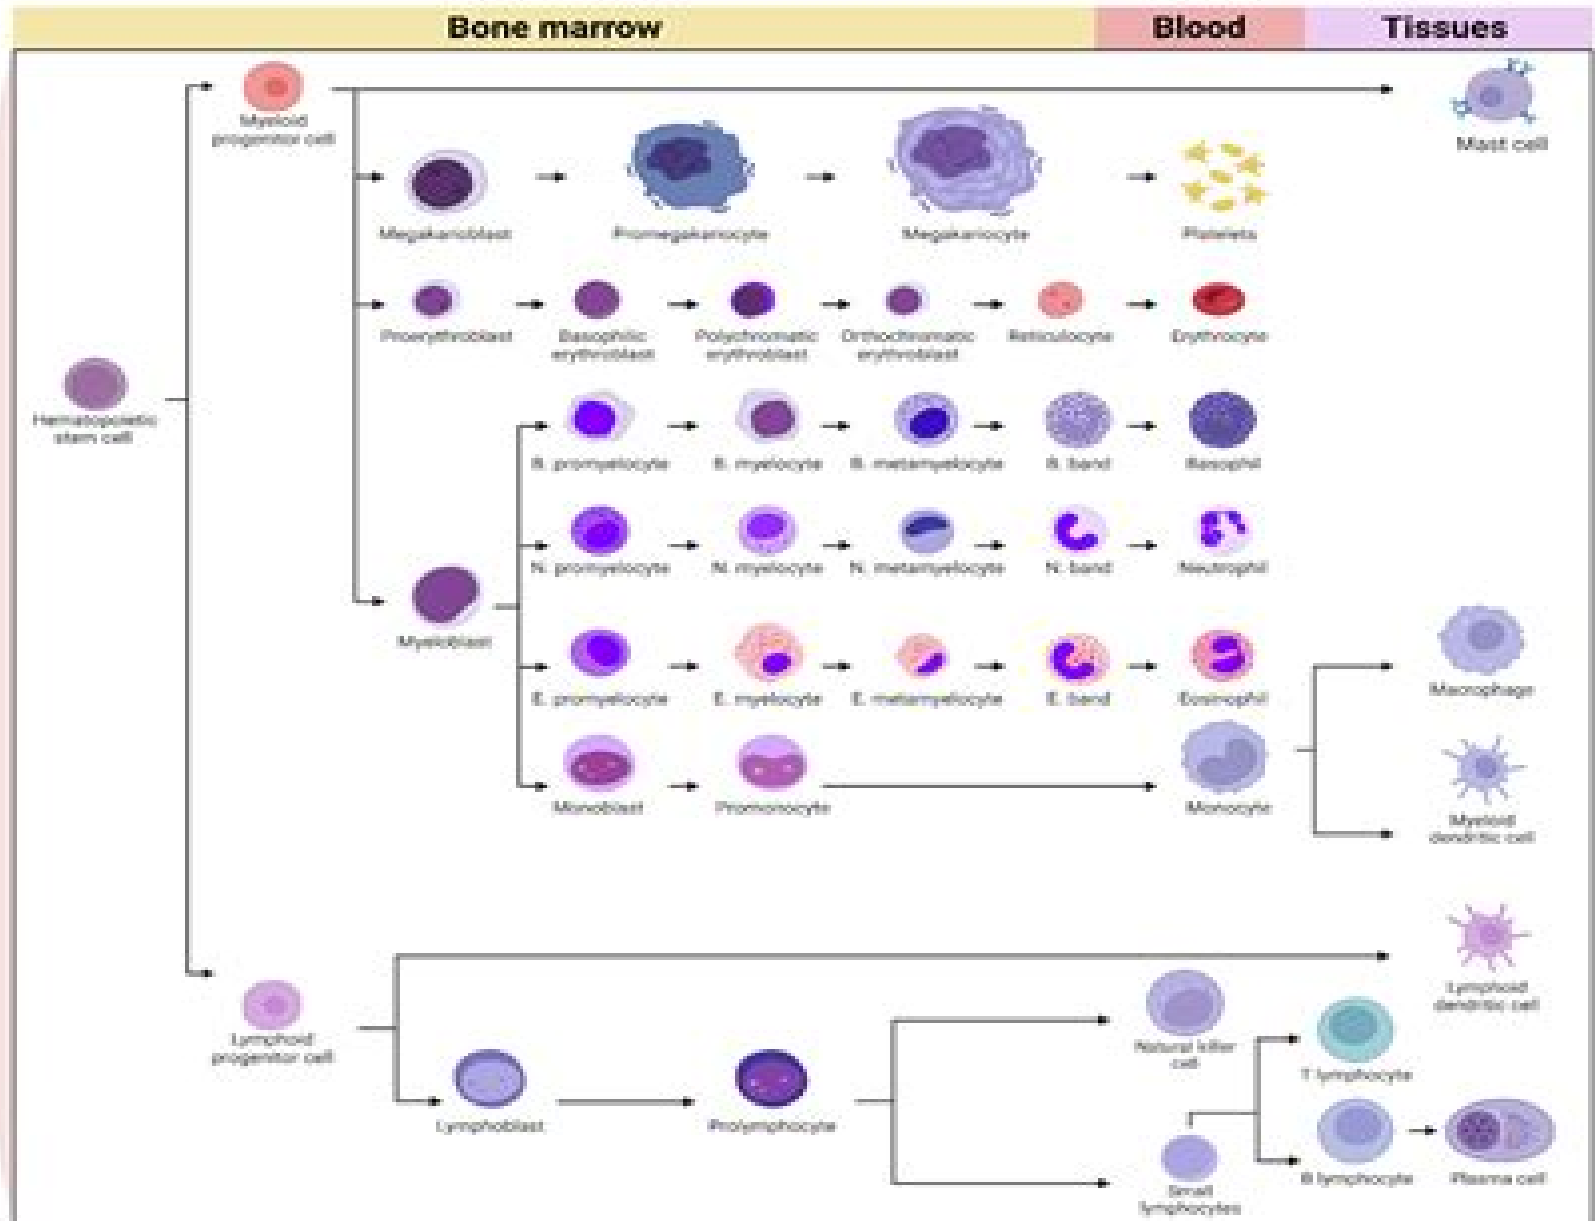 Bone marrow
Blood
Tissues
Myeloid
progenitor cell
Mast cell
Megakarioblast
Promegakariocyte
Megakariocyte
Platelets
Proerythroblast
Basophilic
erythroblast
Polychromatic
erythroblast
Orthochromatic
erythroblast
Reticulocyte
Erythrocyte
Hematopoietic
stem cell
B. promyelocyte
B. myelocyte
B. metamyelocyte
B. band
Basophil
N. promyelocyte
N. myelocyte
N. metamyelocyte
N. band
Neutrophil
Myeloblast
E. promyelocyte
E. myelocyte
E. metamyelocyte
E. band
Eosinophil
Macrophage
Monoblast
Promonocyte
Monocyte
Myeloid
dendritic cell
Lymphoid
dendritic cell
Lymphoid
progenitor cell
Natural killer
cell
T lymphocyte
Lymphoblast
Prolymphocyte
Small
lymphocytes
B lymphocyte
Plasma cell